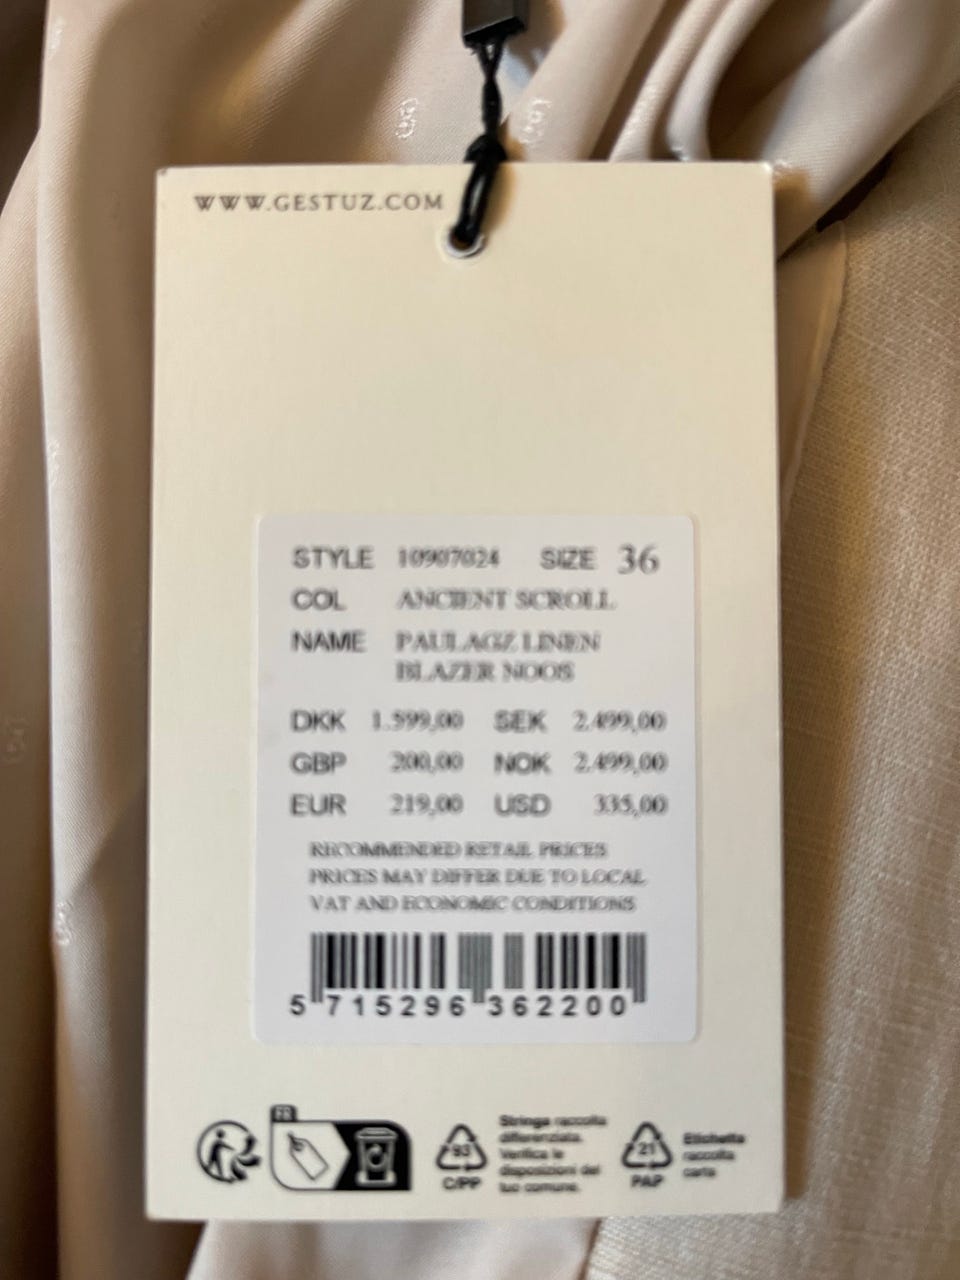 WWW.GESTUZ.COM
STYLE 10907024 SIZE 36
COL ANCIENT SCROLL
NAME PAULAGZ LINEN
BLAZER NOOS
DKK 1.599,00 SEK 2.499,00
GBP 200,00 NOK 2.499,00
EUR 219,00 USD 335,00
RECOMMENDED RETAIL PRICES
PRICES MAY DIFFER DUE TO LOCAL
VAT AND ECONOMIC CONDITIONS
5 715296 362200
FR
93
C/PP
Stringa raccolta
differenziata.
Verifica le
disposizioni del
tuo comune.
21
PAP
Etichetta
raccolta
carta